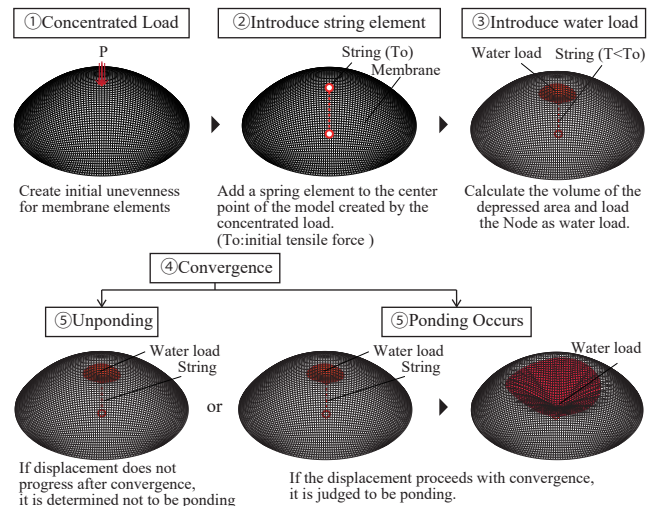 ①Concentrated Load
②Introduce string element
③Introduce water load
P
String (To)
Membrane
Water load
String (T<To)
Create initial unevenness
for membrane elements
Add a spring element to the center
point of the model created by the
concentrated load.
(To:initial tensile force )
Calculate the volume of the
depressed area and load
the Node as water load.
④Convergence
⑤Unponding
⑤Ponding Occurs
Water load
String
or
Water load
String
Water load
If displacement does not
progress after convergence,
it is determined not to be ponding
If the displacement proceeds with convergence,
it is judged to be ponding.